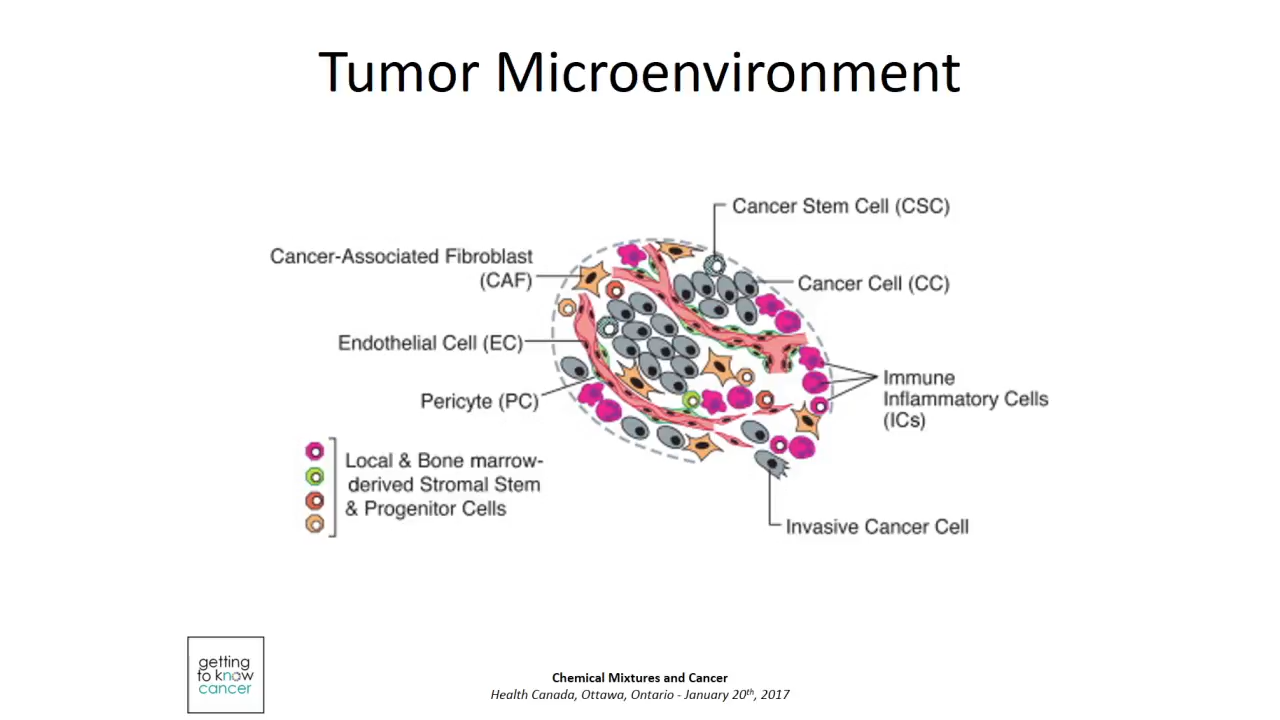 Tumor Microenvironment
Cancer Stem Cell (CSC)
Cancer-Associated Fibroblast
(CAF)
Cancer Cell (CC)
Endothelial Cell (EC)
Immune
Inflammatory Cells
(ICs)
Pericyte (PC)
Local & Bone marrow-
derived Stromal Stem
& Progenitor Cells
Invasive Cancer Cell
getting
to know
cancer
Chemical Mixtures and Cancer
Health Canada, Ottawa, Ontario - January 20th, 2017